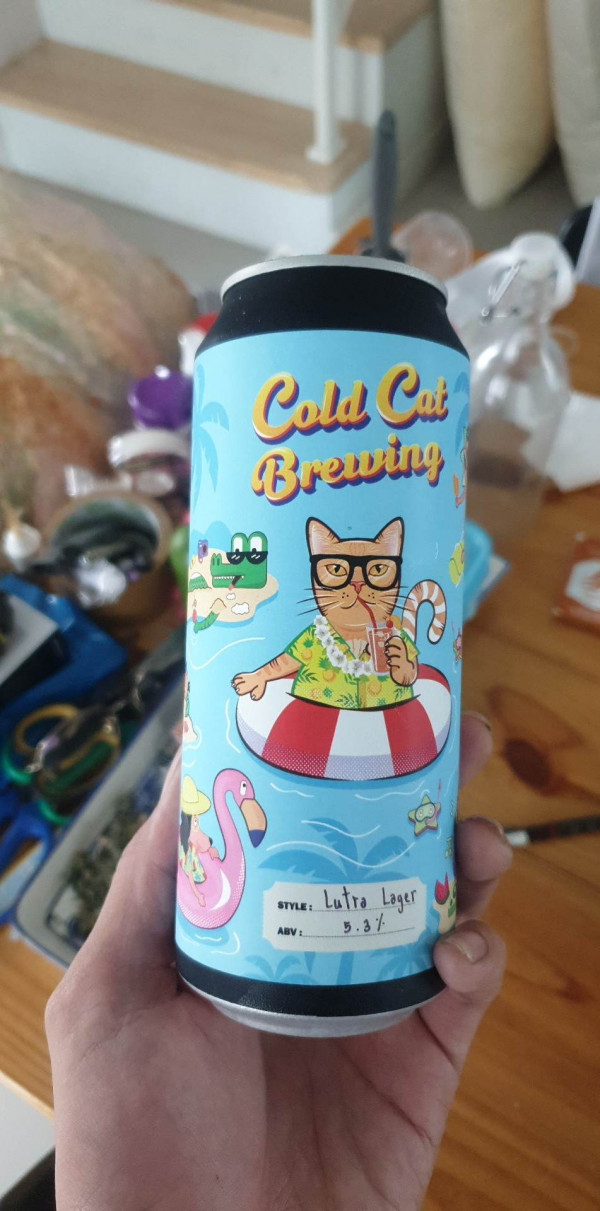 Cold Cat
Brewing
STYLE: Lutra Lager
ABV: 5.3%